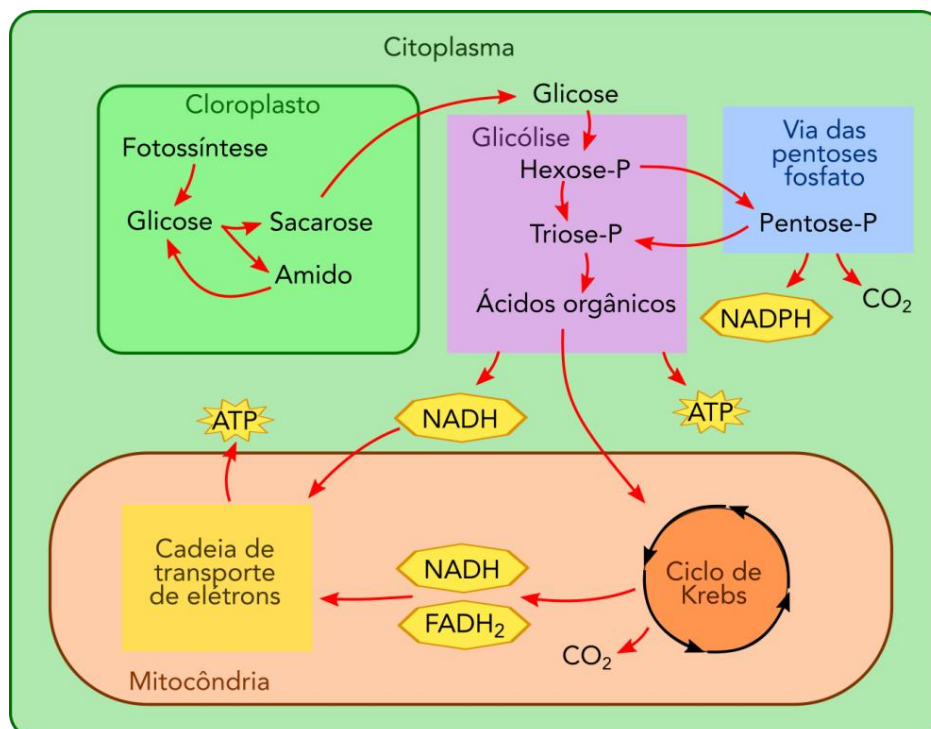 Citoplasma
Cloroplasto
Fotossíntese
Glicose
Sacarose
Amido
Glicose
Glicólise
Hexose-P
Triose-P
Ácidos orgânicos
Via das
pentoses
fosfato
Pentose-P
NADPH
CO₂
ATP
NADH
ATP
Cadeia de
transporte
de elétrons
NADH
FADH₂
Ciclo de
Krebs
CO₂
Mitocôndria